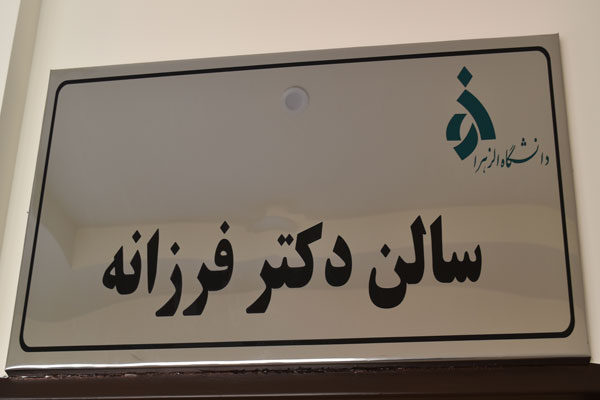 دانشگاه الزهرا
سالن دکتر فرزانه